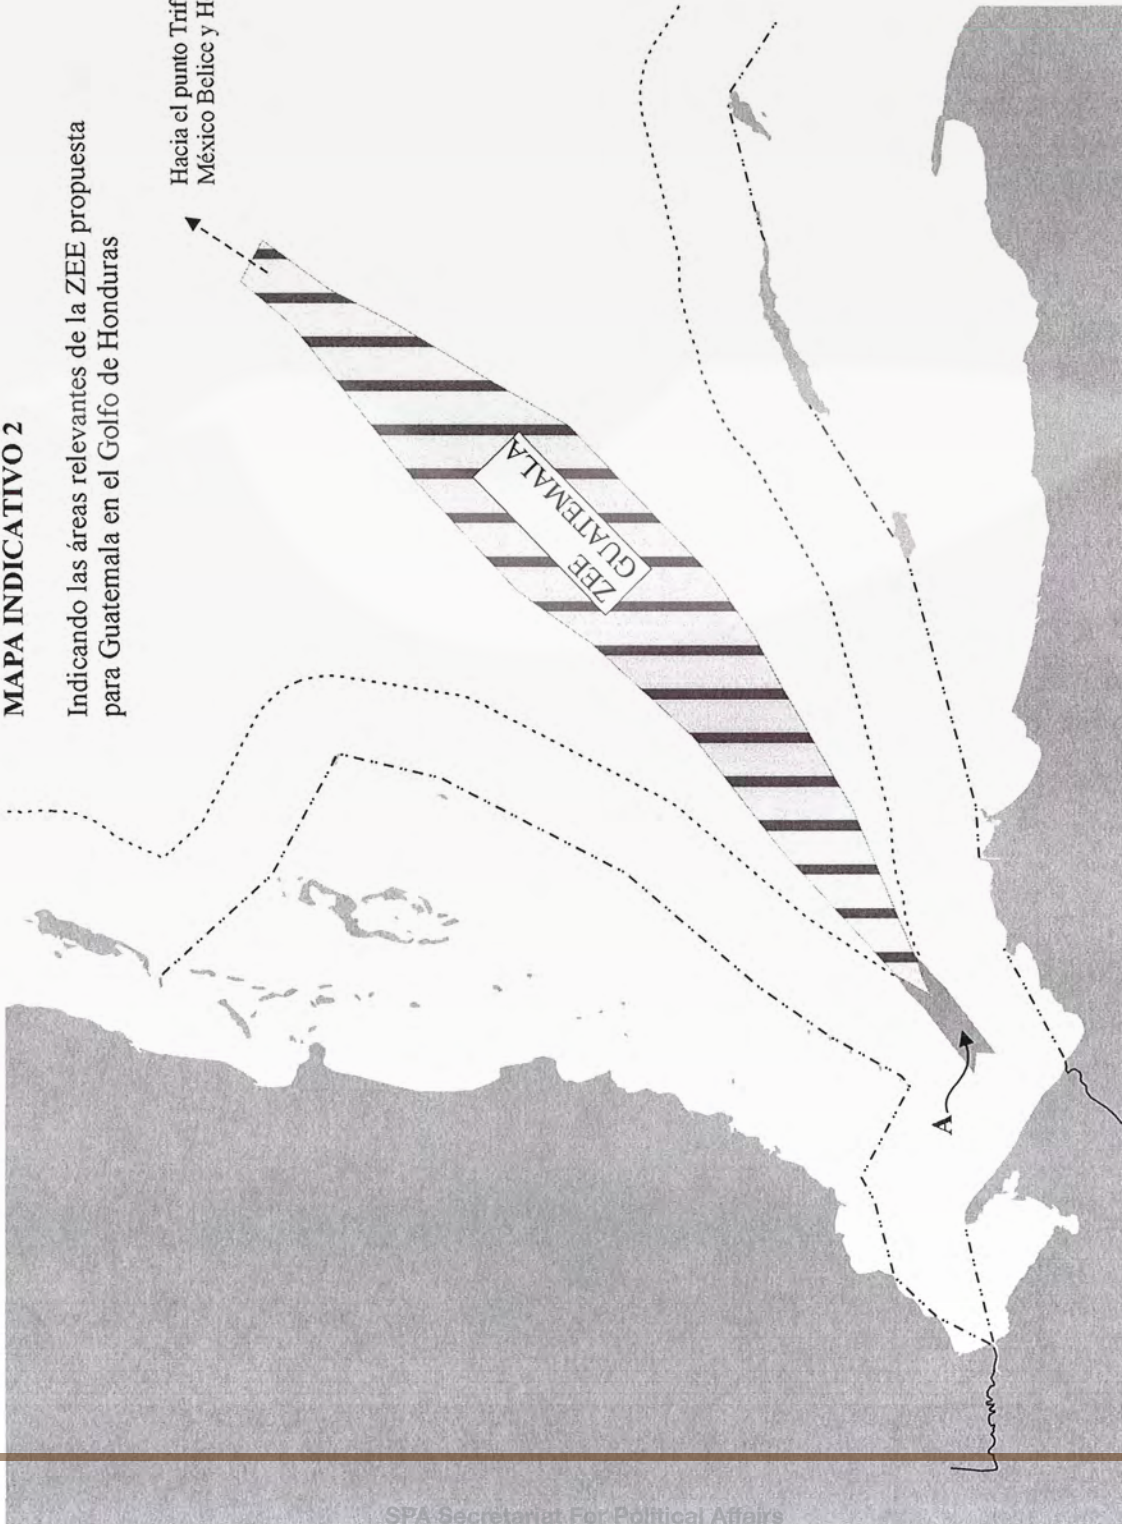 MAPA INDICATIVO 2
Indicando las áreas relevantes de la ZEE propuesta
para Guatemala en el Golfo de Honduras
Hacia el punto Trif
México Belice y H
ZEE
GUATEMALA
A
SPA Secretariat For Political Affairs